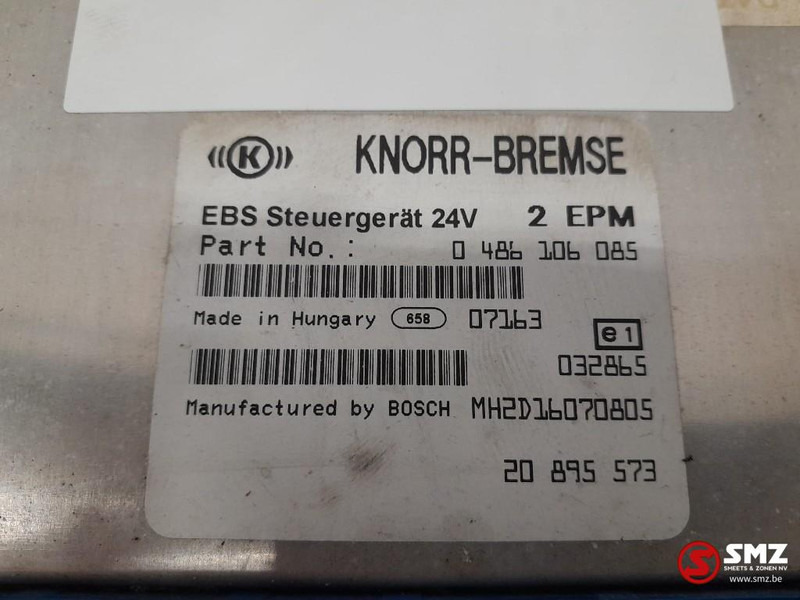 K KNORR-BREMSE
EBS Steuergerät 24V 2 EPM
Part No.: 0 486 106 085
Made in Hungary 658 07163
e1
032865
Manufactured by BOSCH MH2D16070805
20 895 573
SMZ
SMEETS & ZONEN NV
www.smz.be